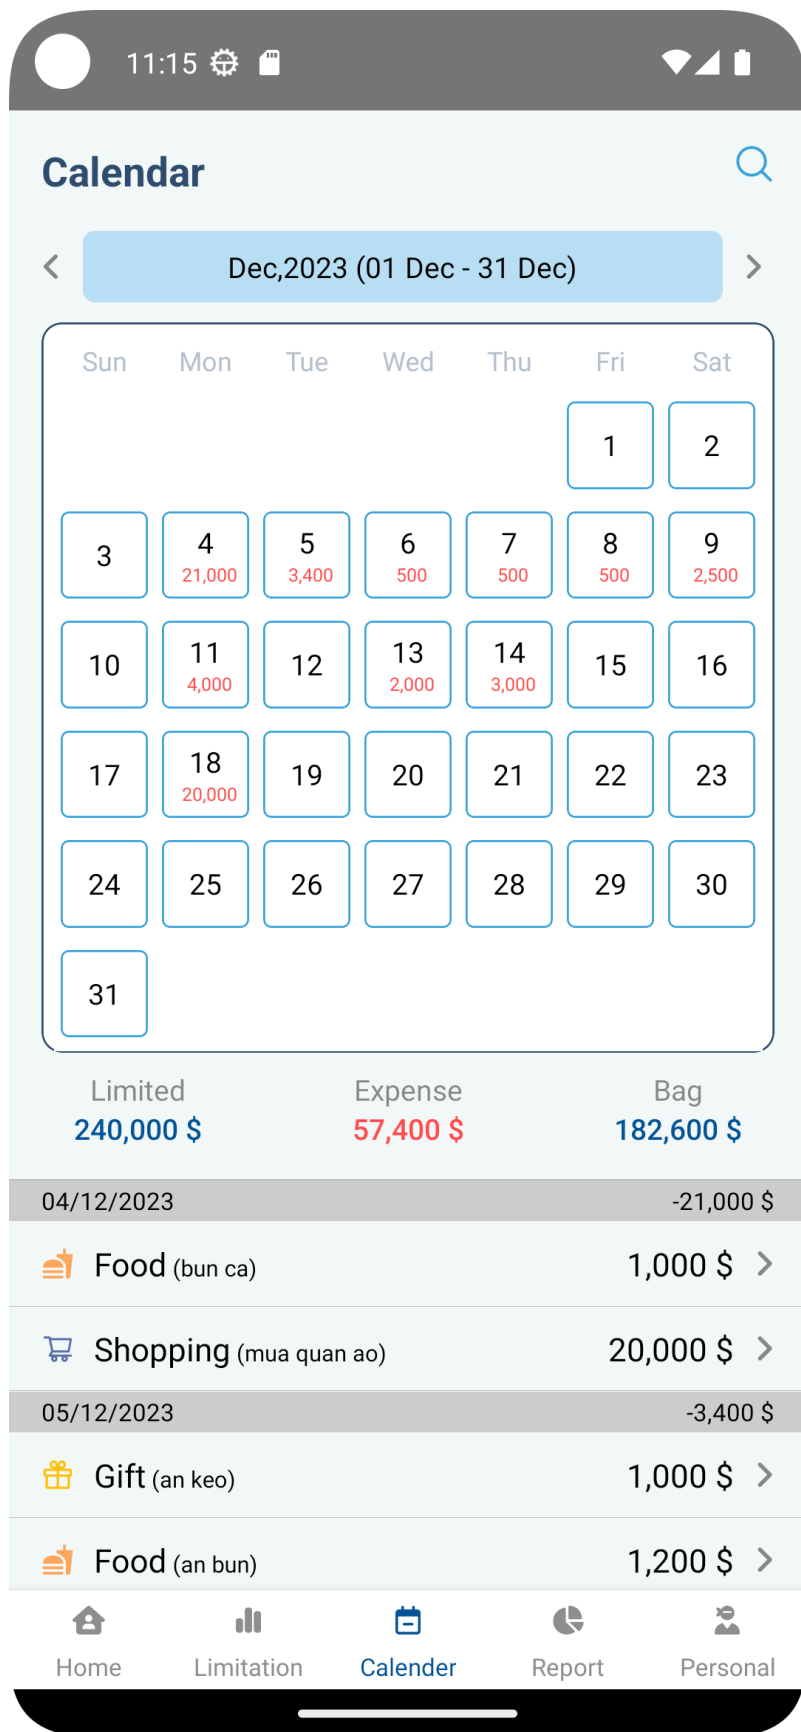 11:15
Calendar
Dec,2023 (01 Dec - 31 Dec)
Sun Mon Tue Wed Thu Fri Sat
1 2
3 4 5 6 7 8 9
21,000 3,400 500 500 500 2,500
10 11 12 13 14 15 16
4,000 2,000 3,000
17 18 19 20 21 22 23
20,000
24 25 26 27 28 29 30
31
Limited Expense Bag
240,000 $ 57,400 $ 182,600 $
04/12/2023 -21,000 $
Food (bun ca) 1,000 $
Shopping (mua quan ao) 20,000 $
05/12/2023 -3,400 $
Gift (an keo) 1,000 $
Food (an bun) 1,200 $
Home Limitation Calender Report Personal